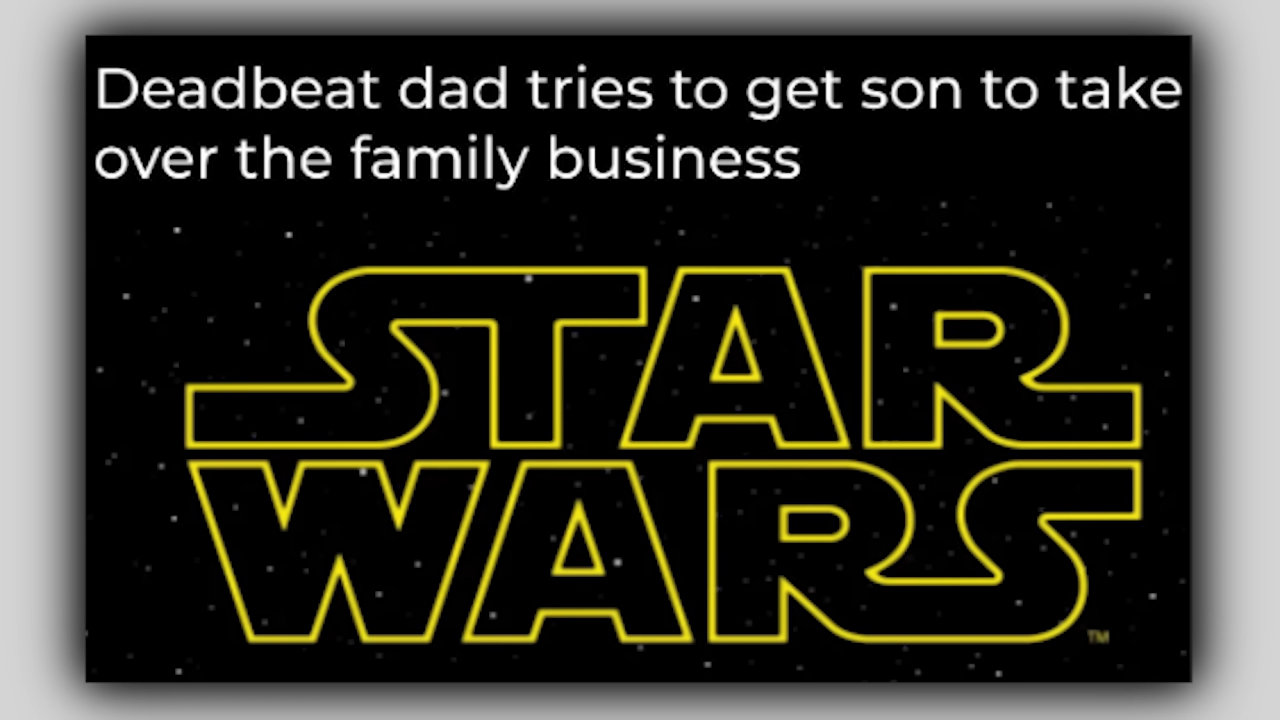 Deadbeat dad tries to get son to take
over the family business
STAR
WARS
TM